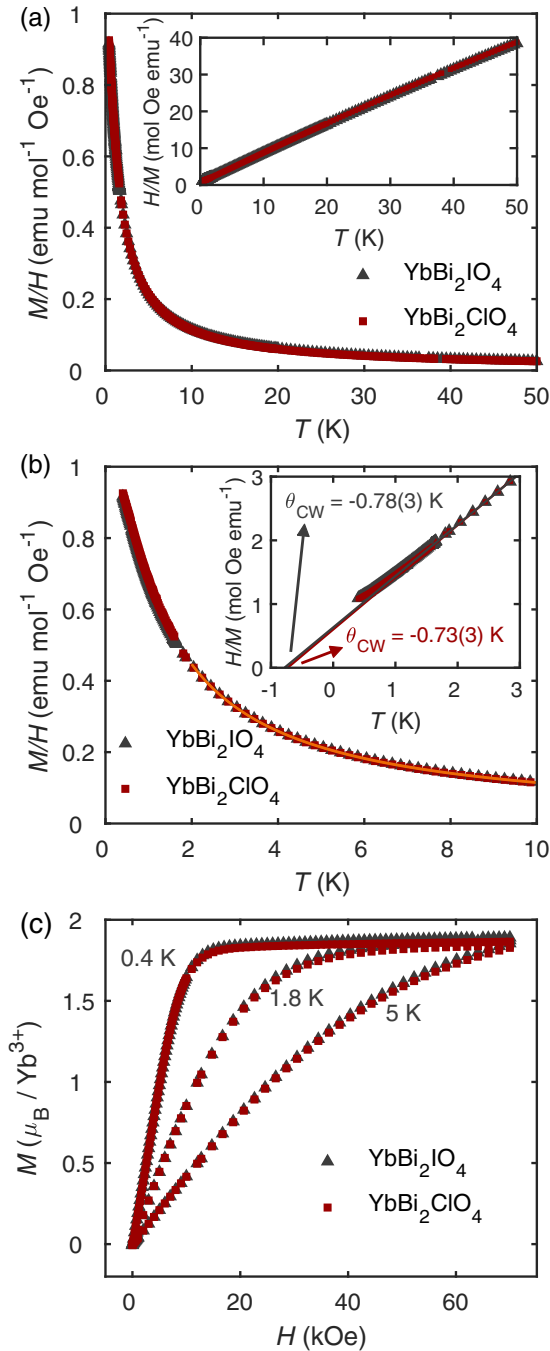 (a)
M/H (emu mol⁻¹ Oe⁻¹)
1
0.8
0.6
0.4
0.2
0
0 10 20 30 40 50
T (K)
H/M (mol Oe emu⁻¹)
40
30
20
10
0
0 10 20 30 40 50
T (K)
YbBi₂IO₄
YbBi₂ClO₄
(b)
M/H (emu mol⁻¹ Oe⁻¹)
1
0.8
0.6
0.4
0.2
0
0 2 4 6 8 10
T (K)
H/M (mol Oe emu⁻¹)
3
2
1
0
-1 0 1 2 3
T (K)
θCW = -0.78(3) K
θCW = -0.73(3) K
YbBi₂IO₄
YbBi₂ClO₄
(c)
M (μB / Yb³⁺)
2
1.5
1
0.5
0
0 20 40 60
H (kOe)
0.4 K
1.8 K
5 K
YbBi₂IO₄
YbBi₂ClO₄